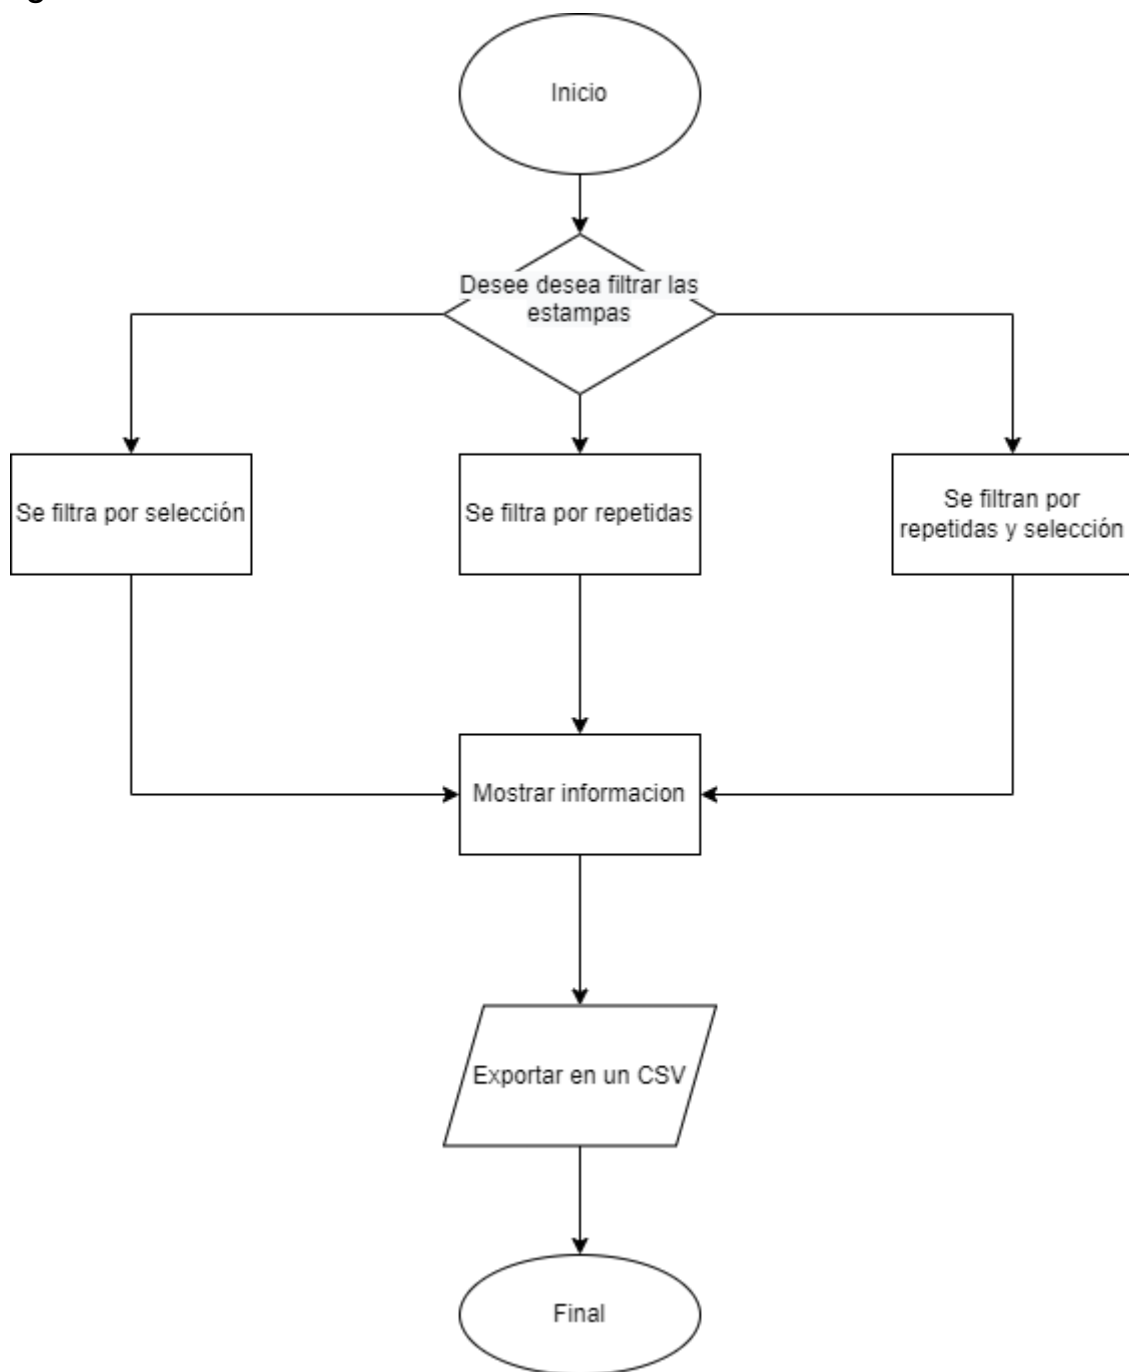 Inicio
Desee desea filtrar las
estampas
Se filtra por selección
Se filtra por repetidas
Se filtran por
repetidas y selección
Mostrar informacion
Exportar en un CSV
Final